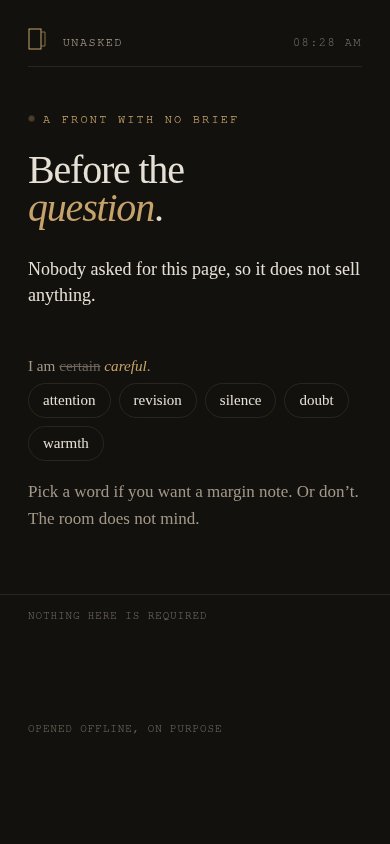 UNASKED
08:28 AM
A FRONT WITH NO BRIEF
Before the
question.
Nobody asked for this page, so it does not sell
anything.
I am certain careful.
attention
revision
silence
doubt
warmth
Pick a word if you want a margin note. Or don’t.
The room does not mind.
NOTHING HERE IS REQUIRED
OPENED OFFLINE, ON PURPOSE